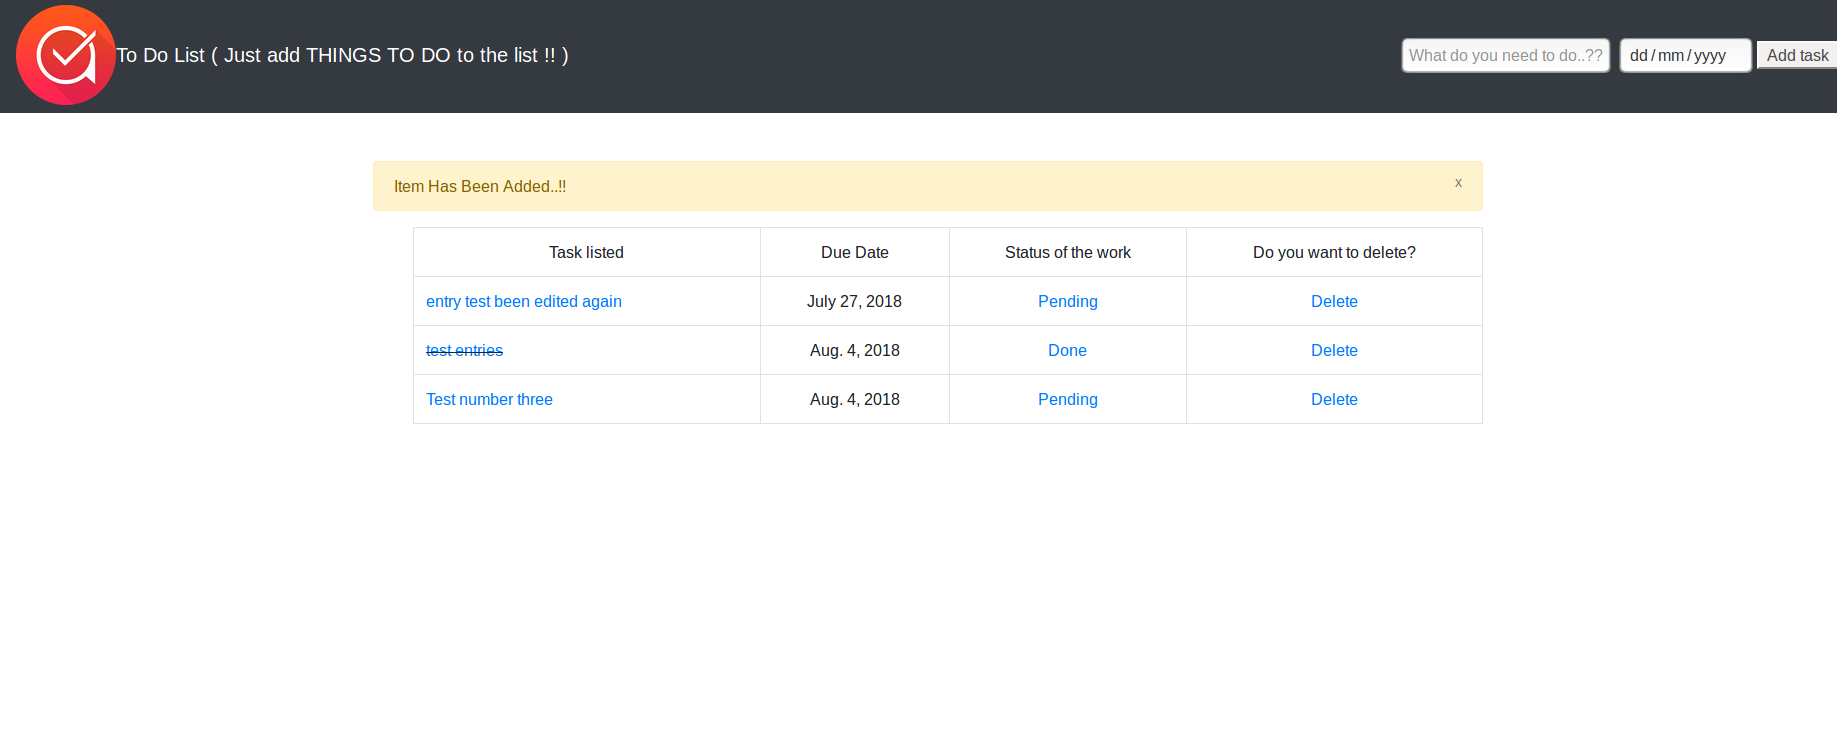 To Do List ( Just add THINGS TO DO to the list !! ) What do you need to do..?? dd/mm/yyyy Add task
Item Has Been Added..!! x
Task listed Due Date Status of the work Do you want to delete?
entry test been edited again July 27, 2018 Pending Delete
test entries Aug. 4, 2018 Done Delete
Test number three Aug. 4, 2018 Pending Delete